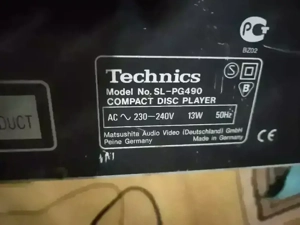 BZ02
Technics
S
Model No. SL-PG490
COMPACT DISC PLAYER
B
AC ~ 230-240V 13W 50Hz
Matsushita Audio Video (Deutschland) GmbH
Peine Germany Made in Germany
CE
DUCT